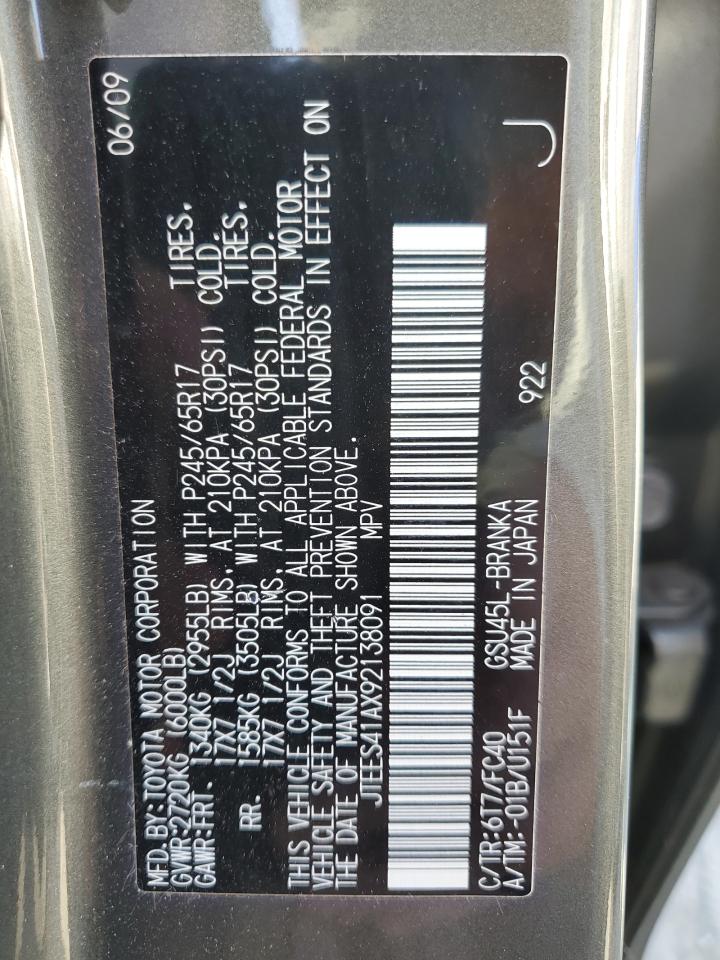 MFD. BY: TOYOTA MOTOR CORPORATION 06/09
GVWR:2720KG (6000LB)
GAWR:FRT. 1340KG (2955LB) WITH P245/65R17 TIRES,
17X7 1/2J RIMS, AT 210KPA (30PSI) COLD.
RR. 1585KG (3505LB) WITH P245/65R17 TIRES,
17X7 1/2J RIMS, AT 210KPA (30PSI) COLD.
THIS VEHICLE CONFORMS TO ALL APPLICABLE FEDERAL MOTOR
VEHICLE SAFETY AND THEFT PREVENTION STANDARDS IN EFFECT ON
THE DATE OF MANUFACTURE SHOWN ABOVE.
JTEES41AX92138091 MPV
C/TR:6T7/FC40 GSU45L-BRANKA 922 J
A/TM:-01B/U151F MADE IN JAPAN